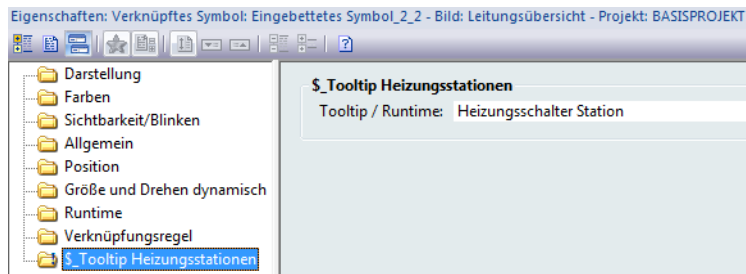 Eigenschaften: Verknüpftes Symbol: Eingebettetes Symbol_2_2 - Bild: Leitungsübersicht - Projekt: BASISPROJEKT
Darstellung
Farben
Sichtbarkeit/Blinken
Allgemein
Position
Größe und Drehen dynamisch
Runtime
Verknüpfungsregel
$_Tooltip Heizungsstationen
$_Tooltip Heizungsstationen
Tooltip / Runtime: Heizungsschalter Station